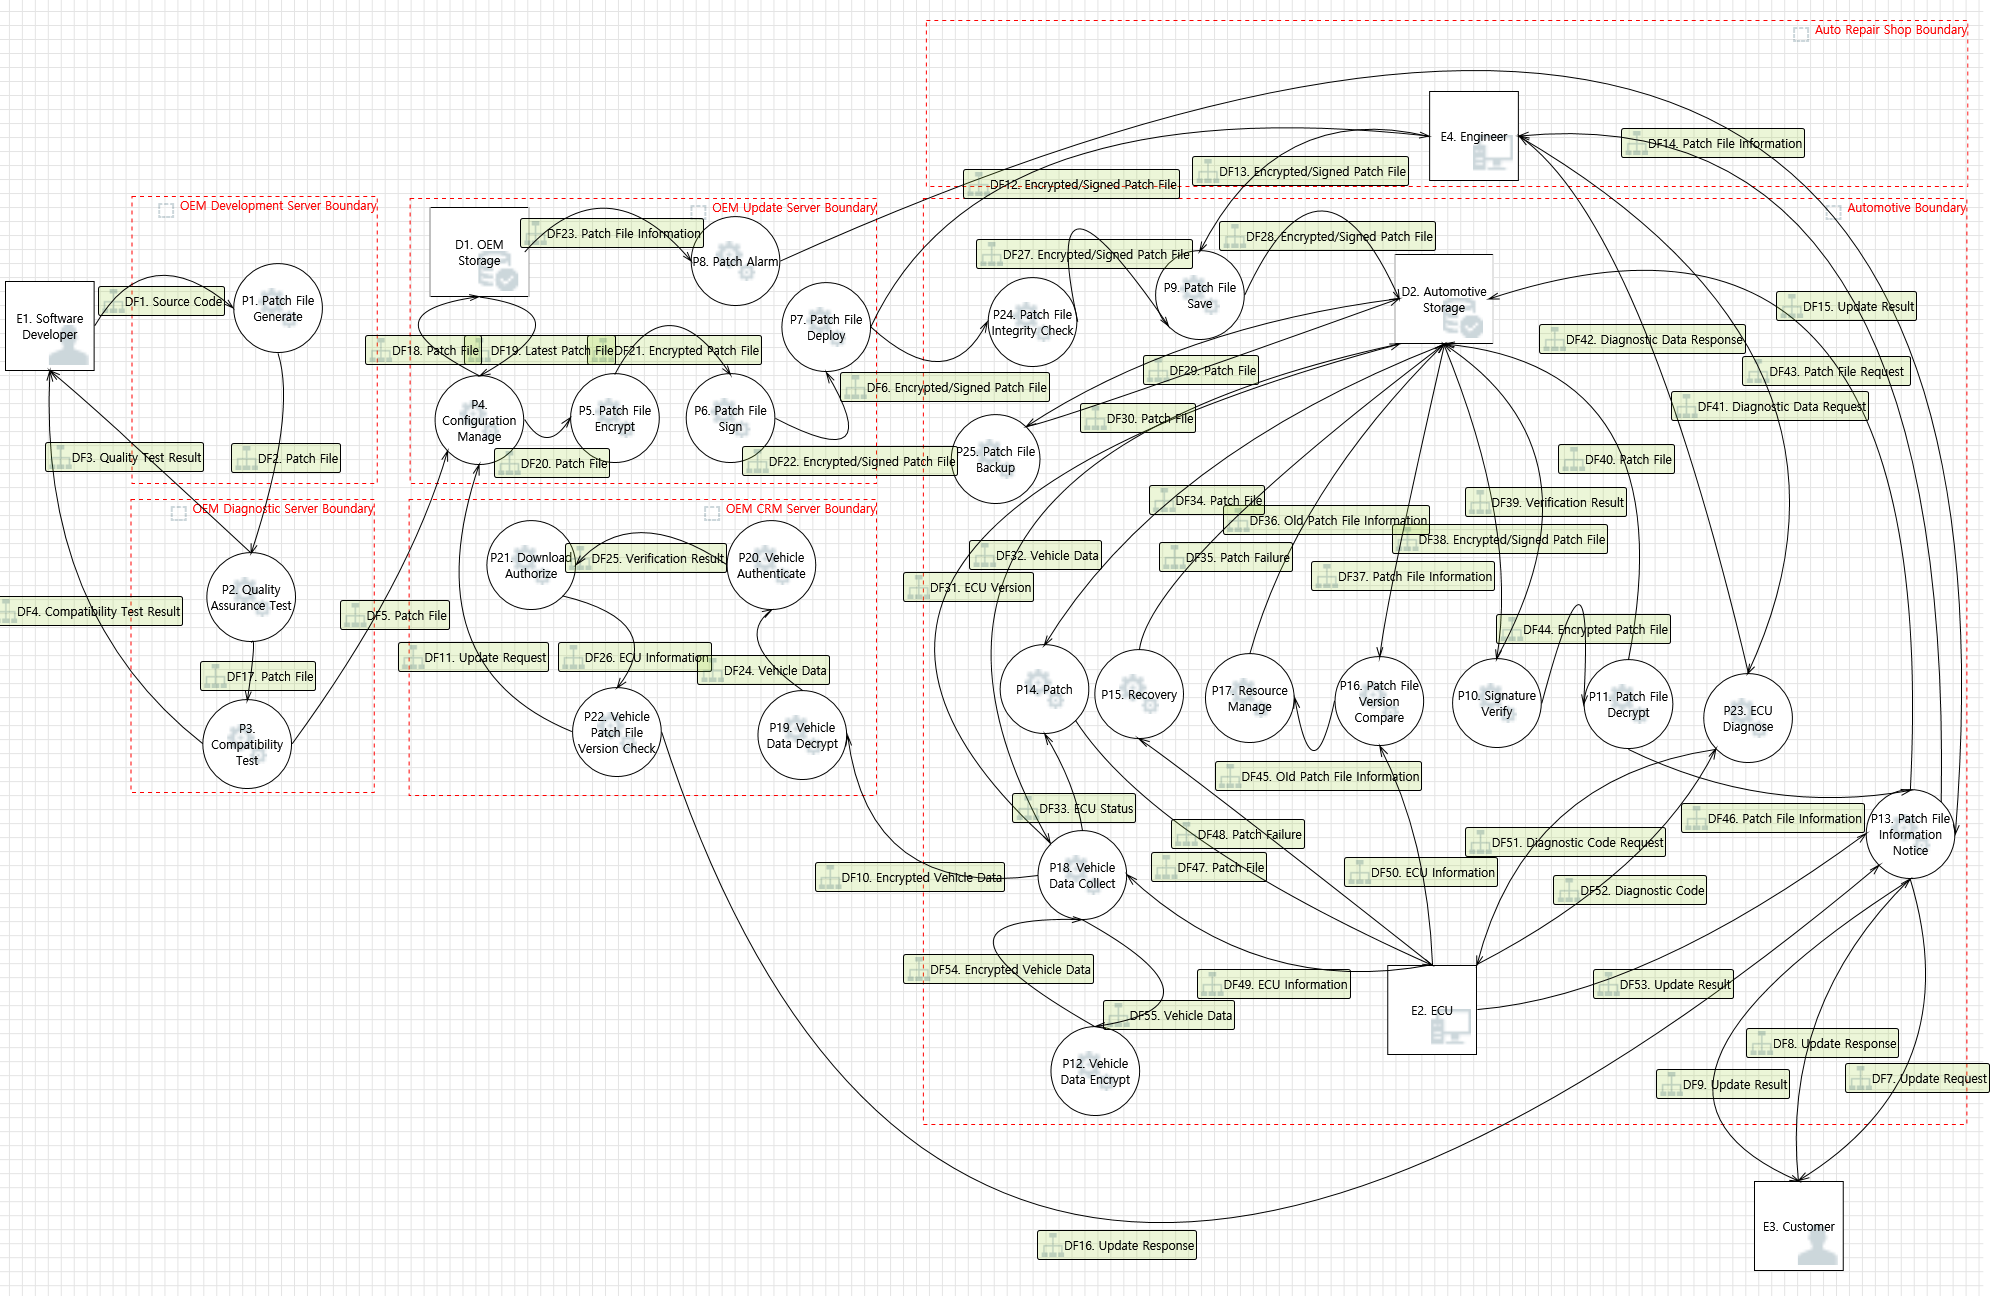 Auto Repair Shop Boundary
E4. Engineer
DF14. Patch File Information
DF13. Encrypted/Signed Patch File
DF12. Encrypted/Signed Patch File
OEM Development Server Boundary
OEM Update Server Boundary
Automotive Boundary
DF23. Patch File Information
DF28. Encrypted/Signed Patch File
D1. OEM
Storage
P8. Patch Alarm
DF27. Encrypted/Signed Patch File
P9. Patch File
Save
D2. Automotive
Storage
DF1. Source Code
P1. Patch File
Generate
E1. Software
Developer
P7. Patch File
Deploy
P24. Patch File
Integrity Check
DF15. Update Result
DF42. Diagnostic Data Response
DF18. Patch File
DF19. Latest Patch File
DF21. Encrypted Patch File
DF29. Patch File
DF43. Patch File Request
DF6. Encrypted/Signed Patch File
DF41. Diagnostic Data Request
P4.
Configuration
Manage
P5. Patch File
Encrypt
P6. Patch File
Sign
DF30. Patch File
DF3. Quality Test Result
DF2. Patch File
DF20. Patch File
DF22. Encrypted/Signed Patch File
P25. Patch File
Backup
DF40. Patch File
OEM Diagnostic Server Boundary
OEM CRM Server Boundary
DF34. Patch File
DF39. Verification Result
DF36. Old Patch File Information
DF38. Encrypted/Signed Patch File
P21. Download
Authorize
DF25. Verification Result
P20. Vehicle
Authenticate
DF32. Vehicle Data
DF35. Patch Failure
DF37. Patch File Information
DF31. ECU Version
P2. Quality
Assurance Test
DF4. Compatibility Test Result
DF5. Patch File
DF44. Encrypted Patch File
DF11. Update Request
DF26. ECU Information
DF24. Vehicle Data
DF17. Patch File
P14. Patch
P15. Recovery
P17. Resource
Manage
P16. Patch File
Version
Compare
P10. Signature
Verify
P11. Patch File
Decrypt
P23. ECU
Diagnose
P3.
Compatibility
Test
P22. Vehicle
Patch File
Version Check
P19. Vehicle
Data Decrypt
DF45. Old Patch File Information
DF33. ECU Status
DF46. Patch File Information
P13. Patch File
Information
Notice
DF48. Patch Failure
DF51. Diagnostic Code Request
DF47. Patch File
DF50. ECU Information
DF10. Encrypted Vehicle Data
P18. Vehicle
Data Collect
DF52. Diagnostic Code
DF54. Encrypted Vehicle Data
DF49. ECU Information
DF53. Update Result
E2. ECU
DF55. Vehicle Data
DF8. Update Response
P12. Vehicle
Data Encrypt
DF9. Update Result
DF7. Update Request
E3. Customer
DF16. Update Response